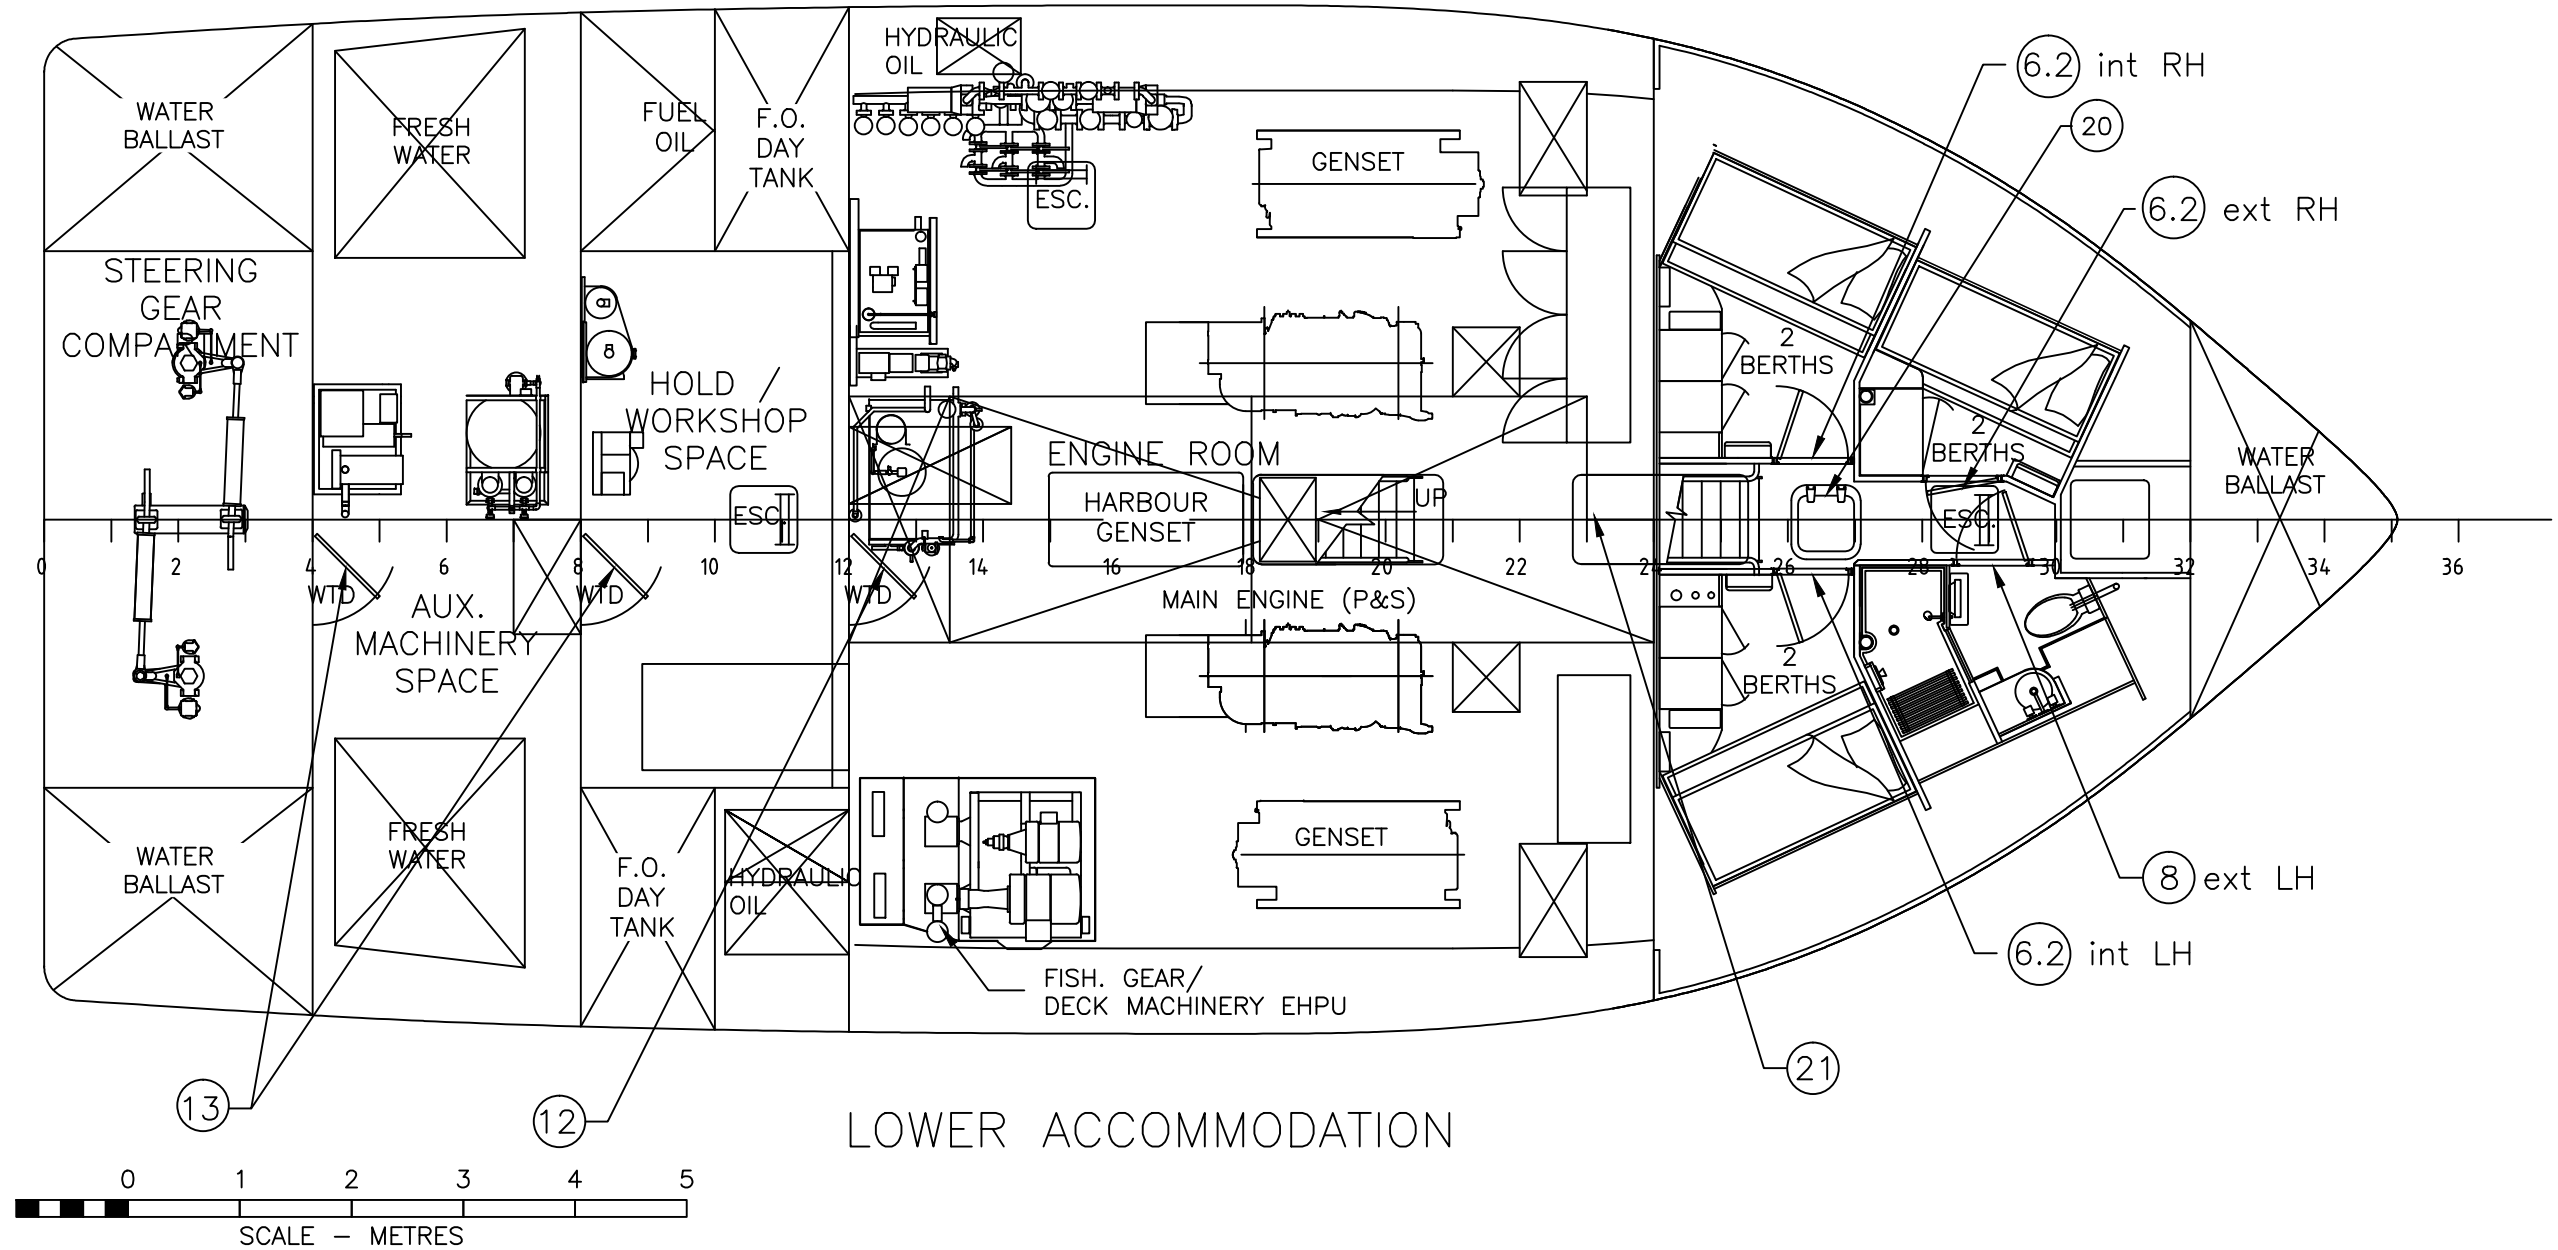 HYDRAULIC
OIL
6.2 int RH
WATER
BALLAST
FRESH
WATER
FUEL
OIL
F.O.
DAY
TANK
20
GENSET
ESC.
6.2 ext RH
STEERING
GEAR
COMPARTMENT
HOLD /
WORKSHOP
SPACE
2
BERTHS
2
BERTHS
ENGINE ROOM
WATER
BALLAST
HARBOUR
GENSET
UP
ESC.
ESC.
0 2 4 6 8 10 12 14 16 18 20 22 24 26 28 30 32 34 36
WTD
WTD
WTD
AUX.
MACHINERY
SPACE
MAIN ENGINE (P&S)
2
BERTHS
WATER
BALLAST
FRESH
WATER
F.O.
DAY
TANK
HYDRAULIC
OIL
GENSET
8 ext LH
6.2 int LH
FISH. GEAR/
DECK MACHINERY EHPU
21
13
12
LOWER ACCOMMODATION
0 1 2 3 4 5
SCALE – METRES